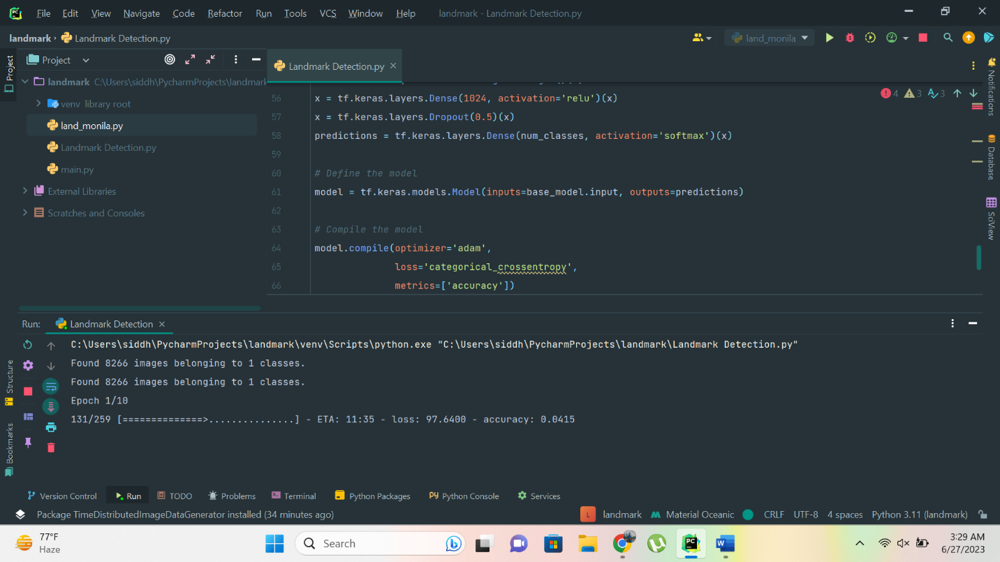 File Edit View Navigate Code Refactor Run Tools VCS Window Help landmark - Landmark Detection.py
landmark › Landmark Detection.py land_monila
Project
Project
Landmark Detection.py
landmark C:\Users\siddh\PycharmProjects\landmark
venv library root
land_monila.py
Landmark Detection.py
main.py
External Libraries
Scratches and Consoles
4 3 3
56 x = tf.keras.layers.Dense(1024, activation='relu')(x)
57 x = tf.keras.layers.Dropout(0.5)(x)
58 predictions = tf.keras.layers.Dense(num_classes, activation='softmax')(x)
59
60 # Define the model
61 model = tf.keras.models.Model(inputs=base_model.input, outputs=predictions)
62
63 # Compile the model
64 model.compile(optimizer='adam',
65 loss='categorical_crossentropy',
66 metrics=['accuracy'])
Notifications
Database
SciView
Run: Landmark Detection
C:\Users\siddh\PycharmProjects\landmark\venv\Scripts\python.exe "C:\Users\siddh\PycharmProjects\landmark\Landmark Detection.py"
Found 8266 images belonging to 1 classes.
Found 8266 images belonging to 1 classes.
Epoch 1/10
131/259 [==============>...............] - ETA: 11:35 - loss: 97.6400 - accuracy: 0.0415
Structure
Bookmarks
Version Control Run TODO Problems Terminal Python Packages Python Console Services
Package TimeDistributedImageDataGenerator installed (34 minutes ago) L landmark Material Oceanic CRLF UTF-8 4 spaces Python 3.11 (landmark)
77°F
Haze
Search
3:29 AM
6/27/2023